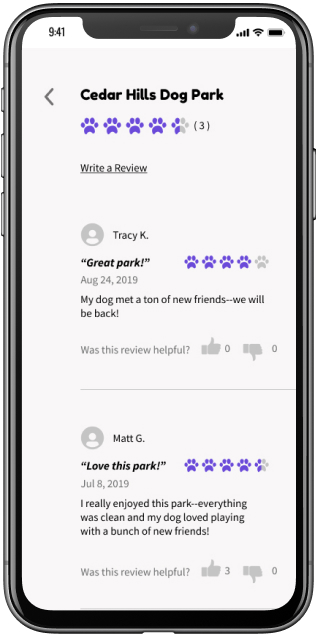 9:41
Cedar Hills Dog Park
(3)
Write a Review
Tracy K.
“Great park!”
Aug 24, 2019
My dog met a ton of new friends--we will
be back!
Was this review helpful? 0 0
Matt G.
“Love this park!”
Jul 8, 2019
I really enjoyed this park--everything
was clean and my dog loved playing
with a bunch of new friends!
Was this review helpful? 3 0